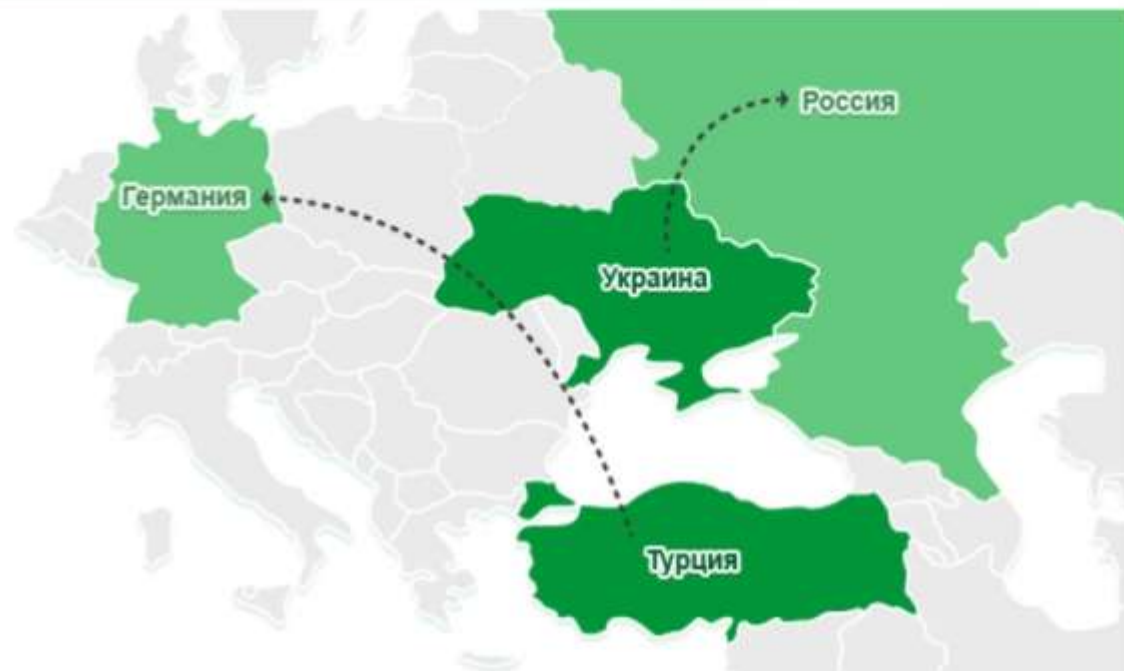 Россия
Германия
Украина
Турция